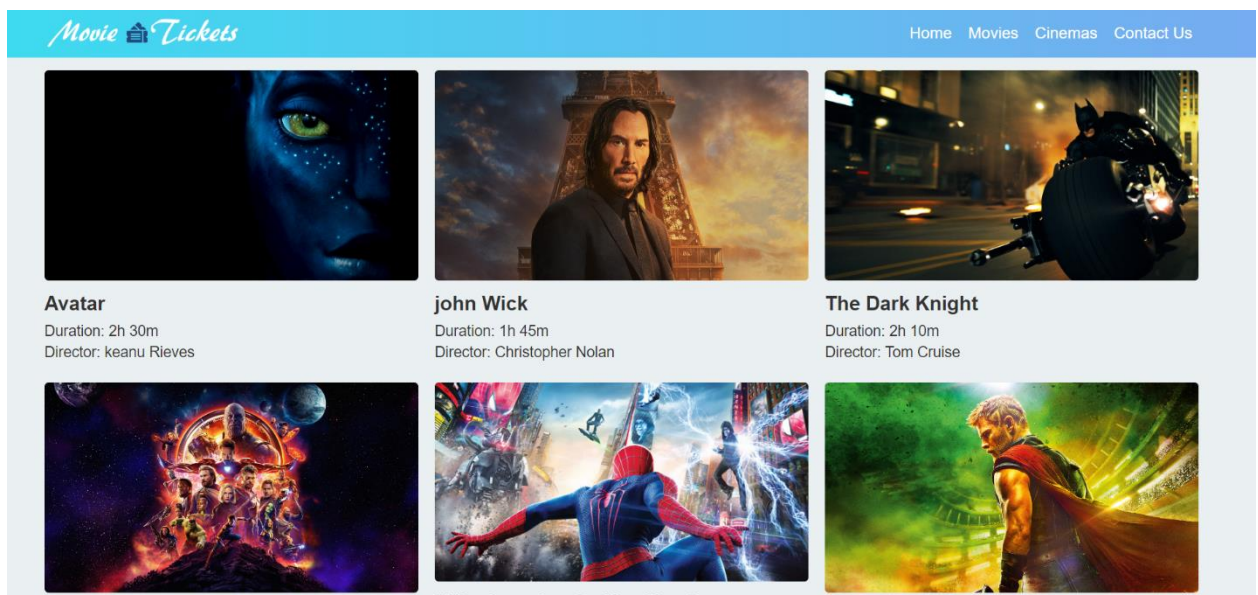 Movie Tickets
Home Movies Cinemas Contact Us
Avatar
Duration: 2h 30m
Director: keanu Rieves
john Wick
Duration: 1h 45m
Director: Christopher Nolan
The Dark Knight
Duration: 2h 10m
Director: Tom Cruise